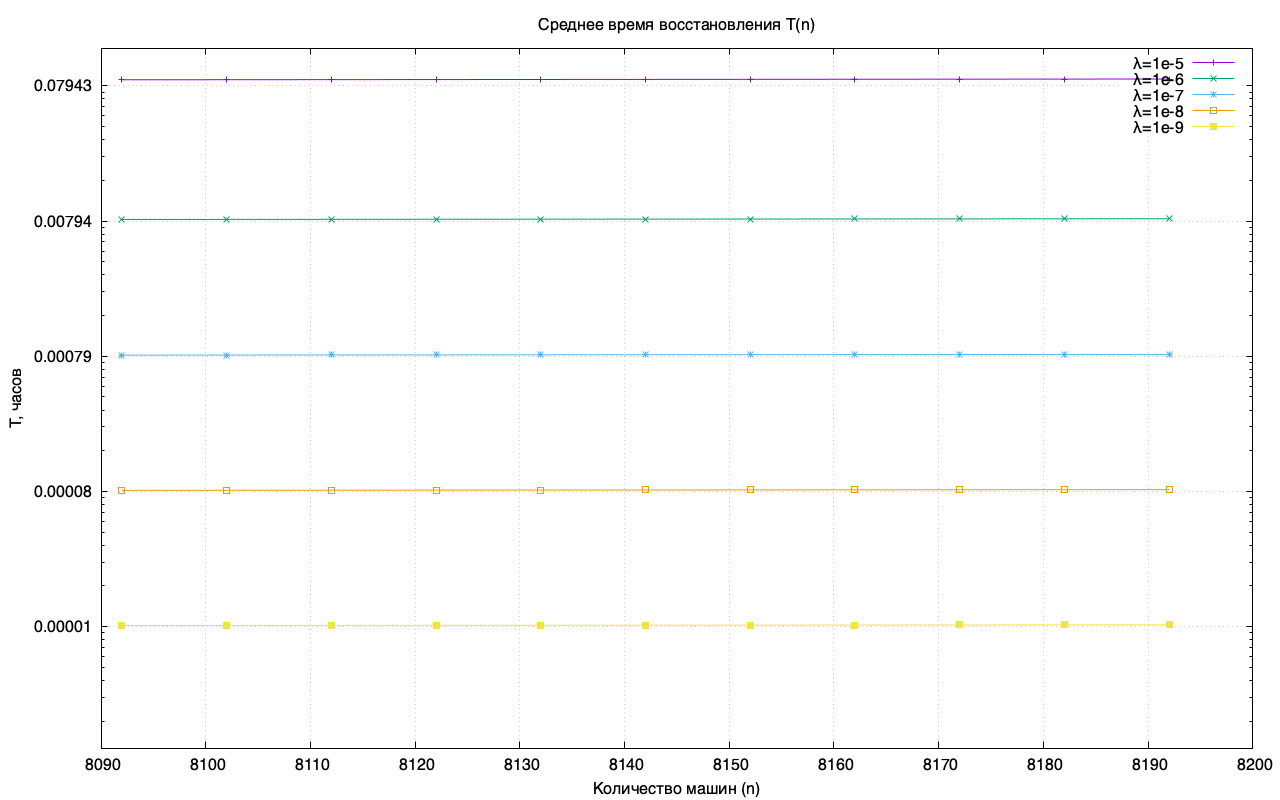 Среднее время восстановления T(n)
λ=1e-5
λ=1e-6
λ=1e-7
λ=1e-8
λ=1e-9
0.07943
0.00794
0.00079
0.00008
0.00001
T, часов
8090 8100 8110 8120 8130 8140 8150 8160 8170 8180 8190 8200
Количество машин (n)